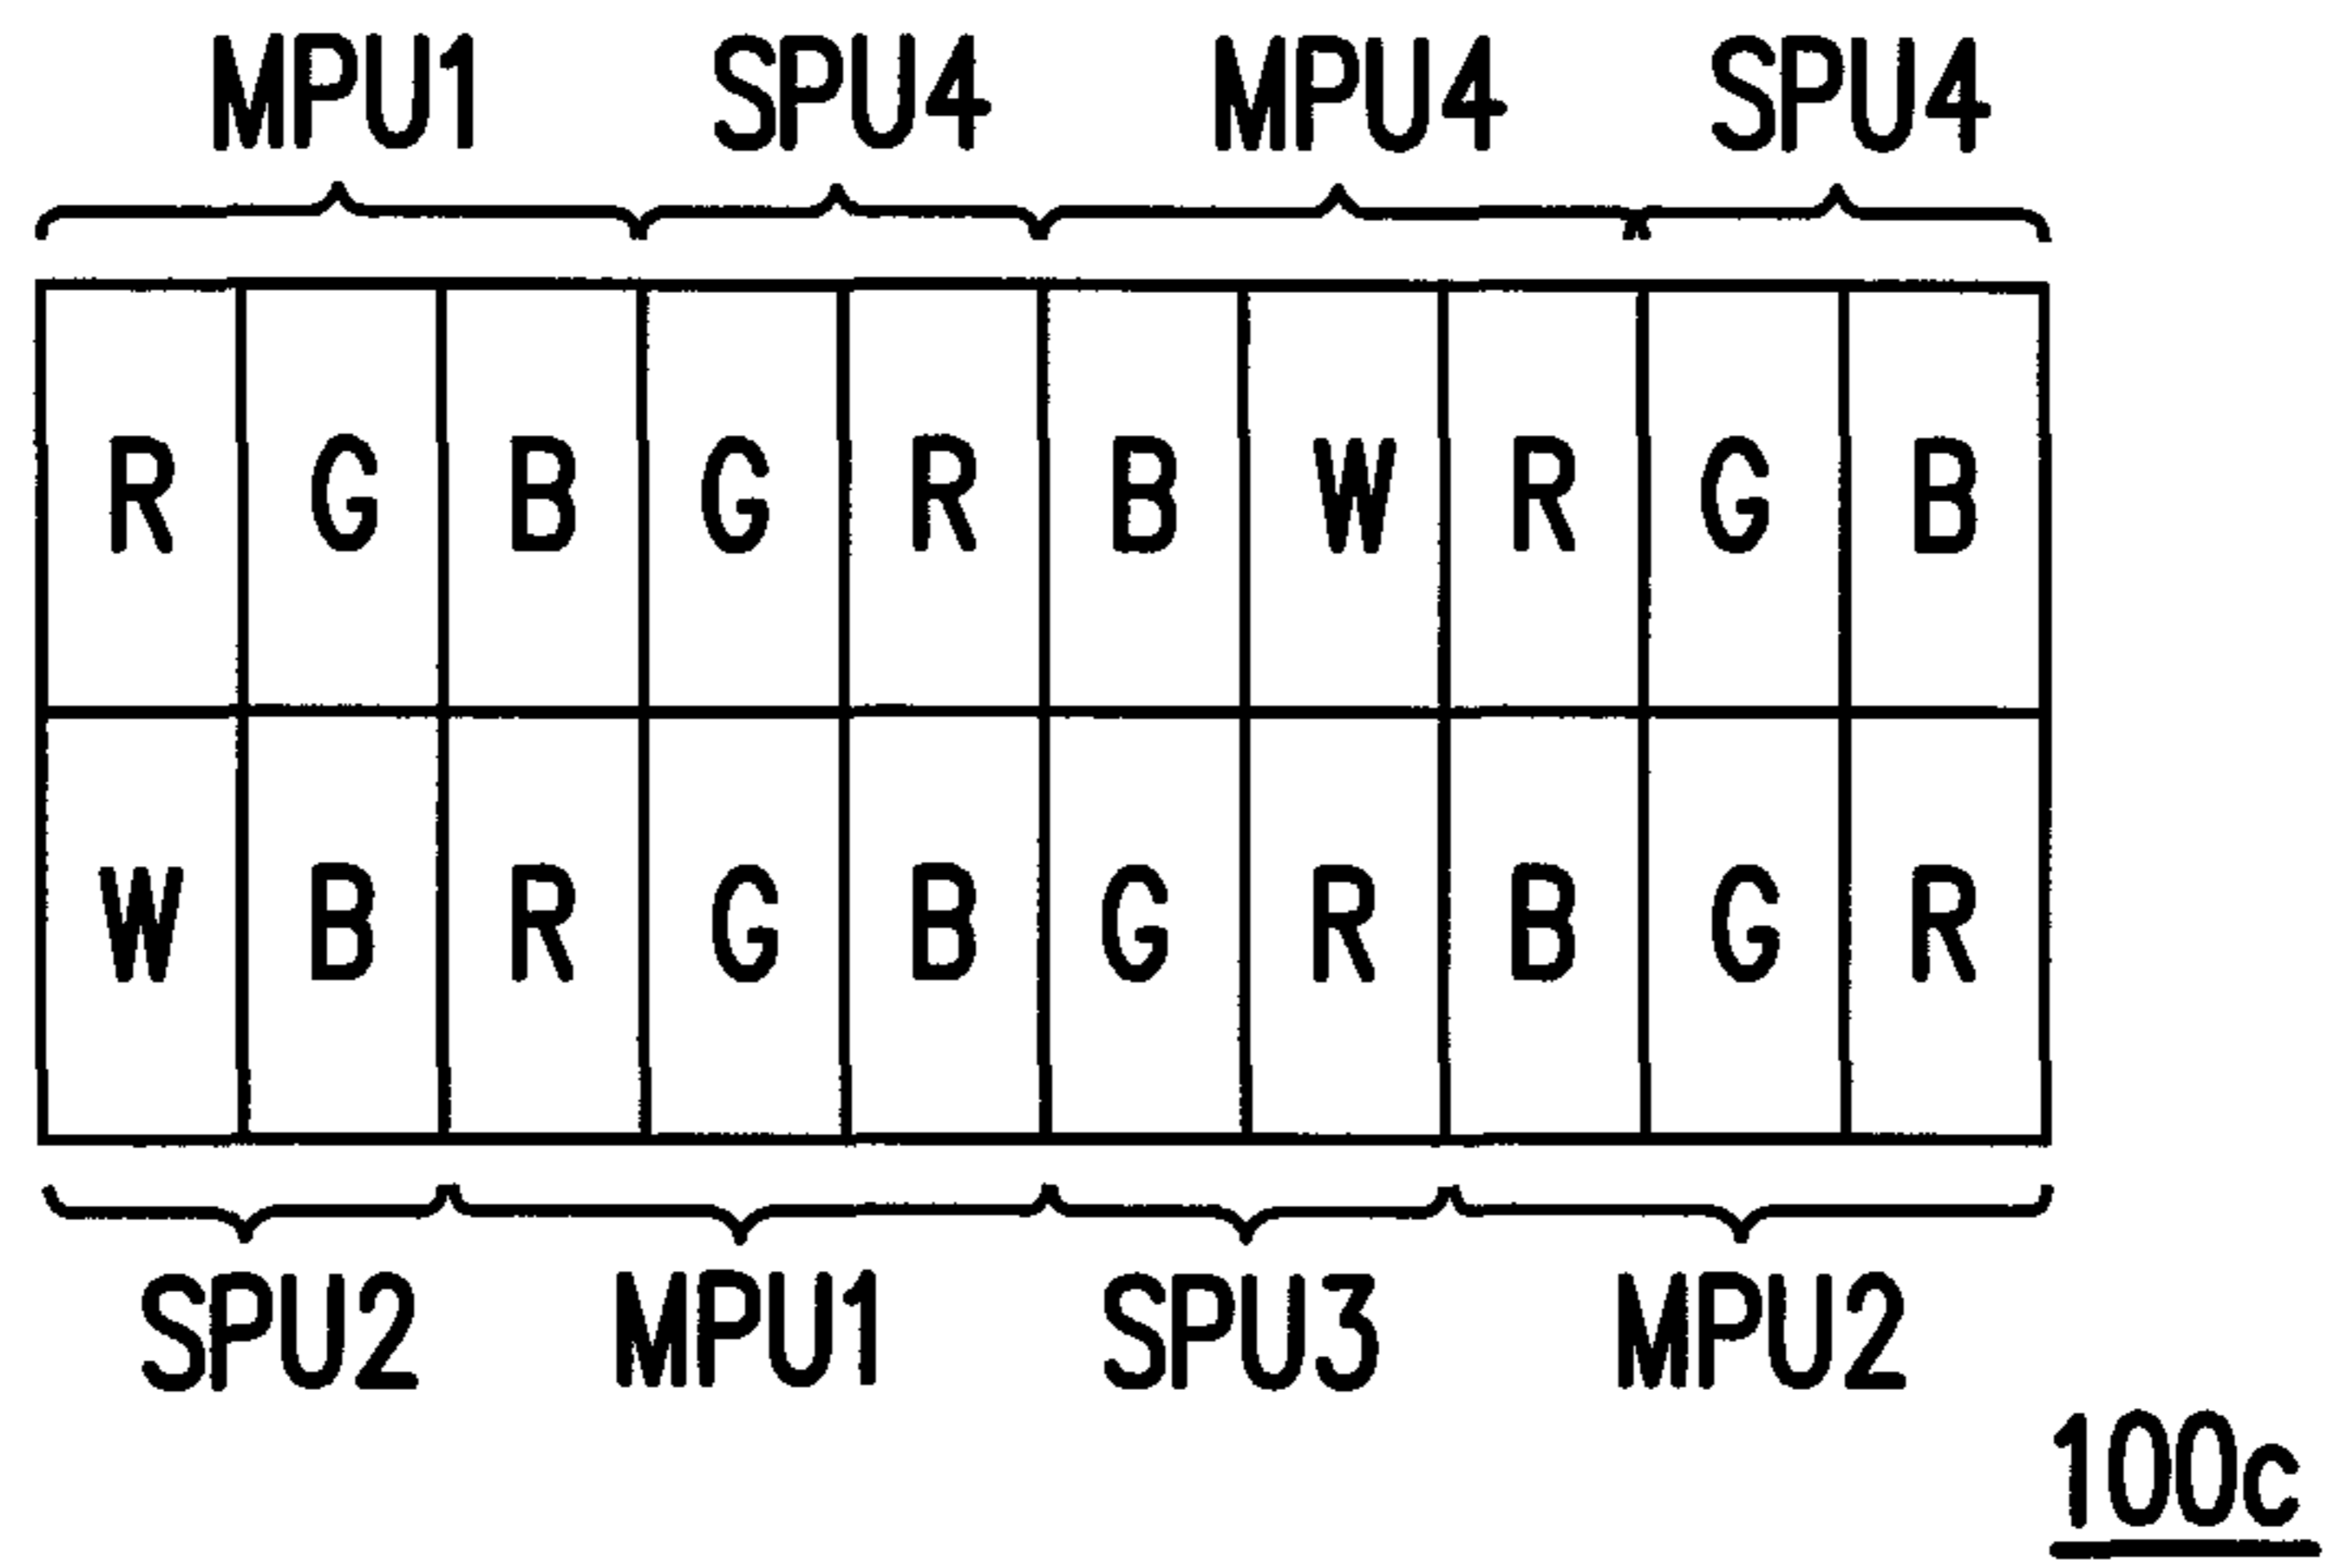 MPU1 SPU4 MPU4 SPU4
R G B G R B W R G B
W B R G B G R B G R
SPU2 MPU1 SPU3 MPU2
100c